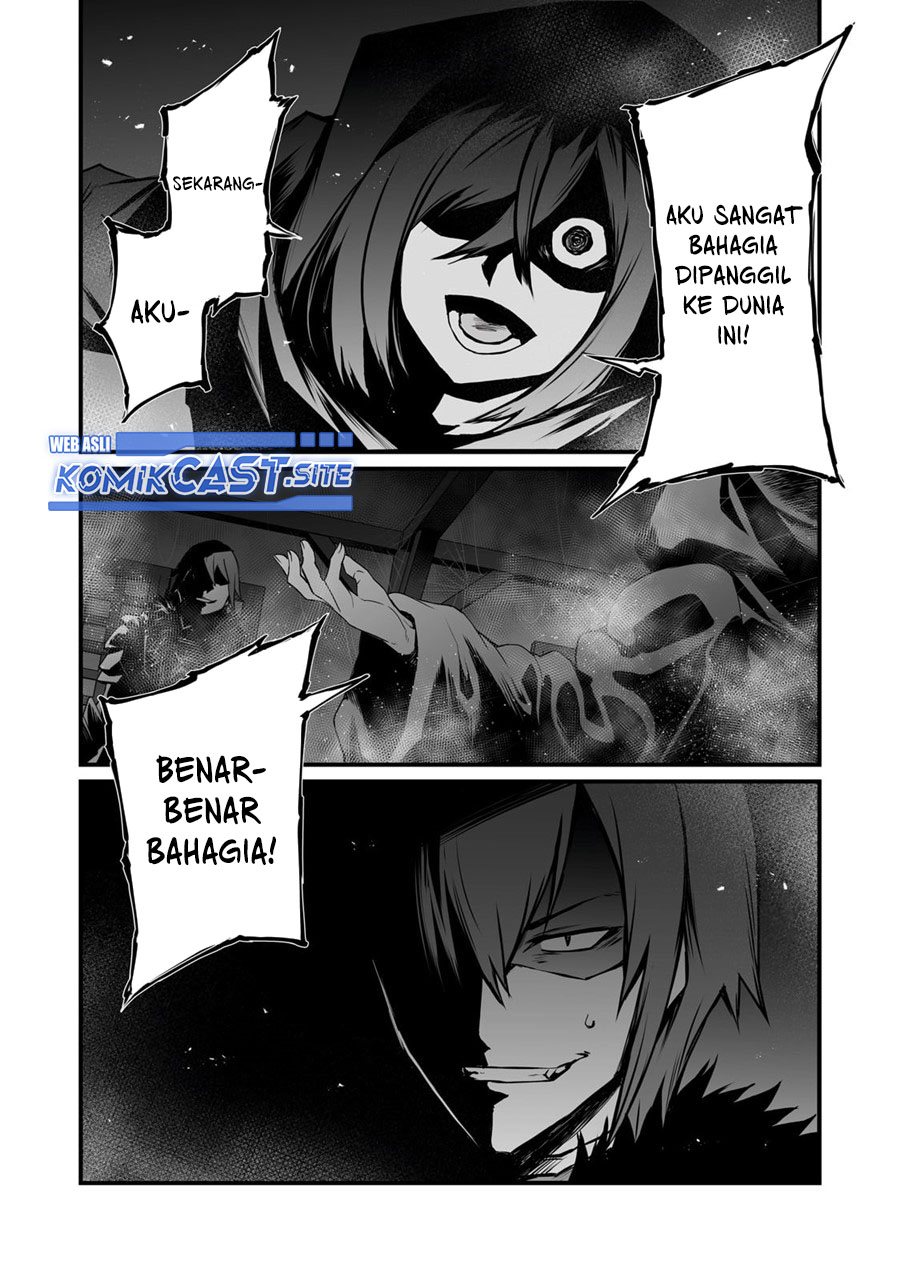 AKU SANGAT
BAHAGIA
DIPANGGIL
KE DUNIA
INI!
SEKARANG-
AKU-
WEB ASLI
KOMIKCAST.SITE
BENAR-
BENAR
BAHAGIA!